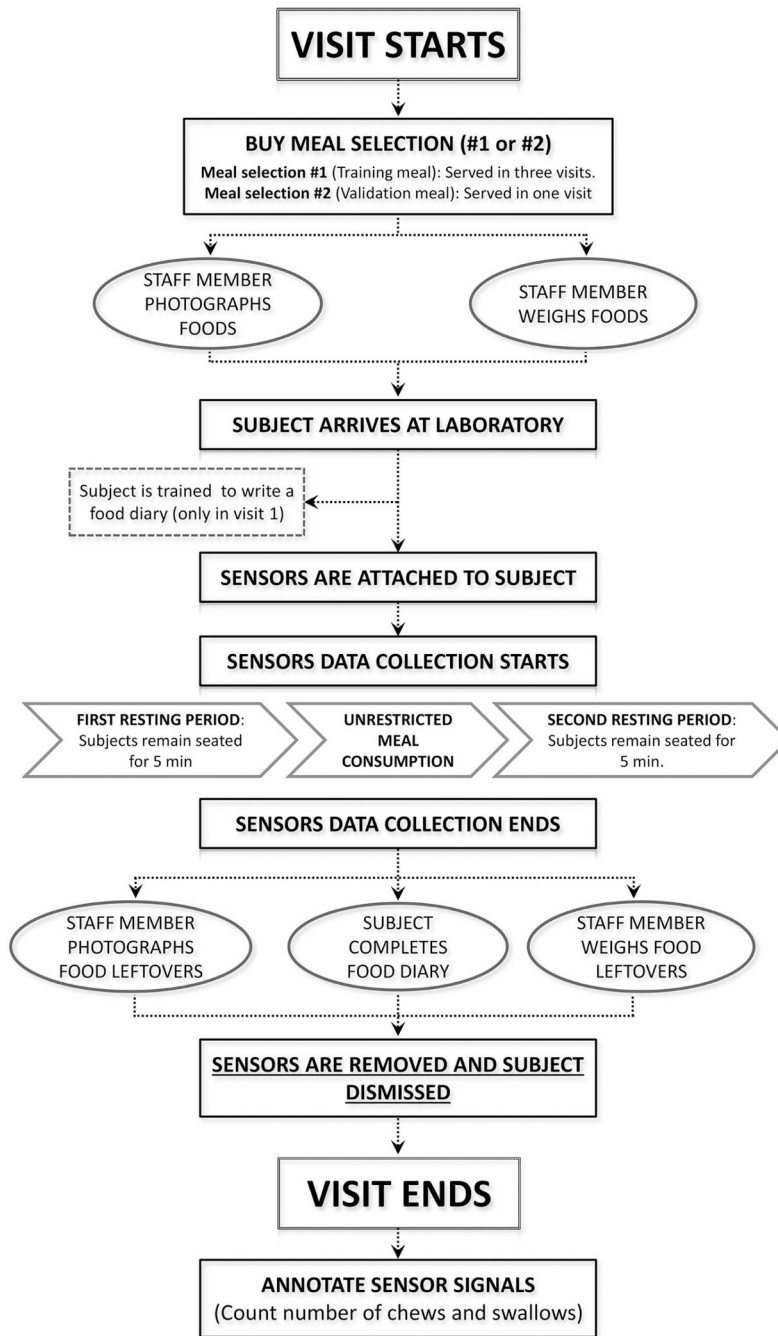 VISIT STARTS
BUY MEAL SELECTION (#1 or #2)
Meal selection #1 (Training meal): Served in three visits.
Meal selection #2 (Validation meal): Served in one visit
STAFF MEMBER
PHOTOGRAPHS
FOODS
STAFF MEMBER
WEIGHS FOODS
SUBJECT ARRIVES AT LABORATORY
Subject is trained to write a
food diary (only in visit 1)
SENSORS ARE ATTACHED TO SUBJECT
SENSORS DATA COLLECTION STARTS
FIRST RESTING PERIOD:
Subjects remain seated
for 5 min
UNRESTRICTED
MEAL
CONSUMPTION
SECOND RESTING PERIOD:
Subjects remain seated for
5 min.
SENSORS DATA COLLECTION ENDS
STAFF MEMBER
PHOTOGRAPHS
FOOD LEFTOVERS
SUBJECT
COMPLETES
FOOD DIARY
STAFF MEMBER
WEIGHS FOOD
LEFTOVERS
SENSORS ARE REMOVED AND SUBJECT
DISMISSED
VISIT ENDS
ANNOTATE SENSOR SIGNALS
(Count number of chews and swallows)